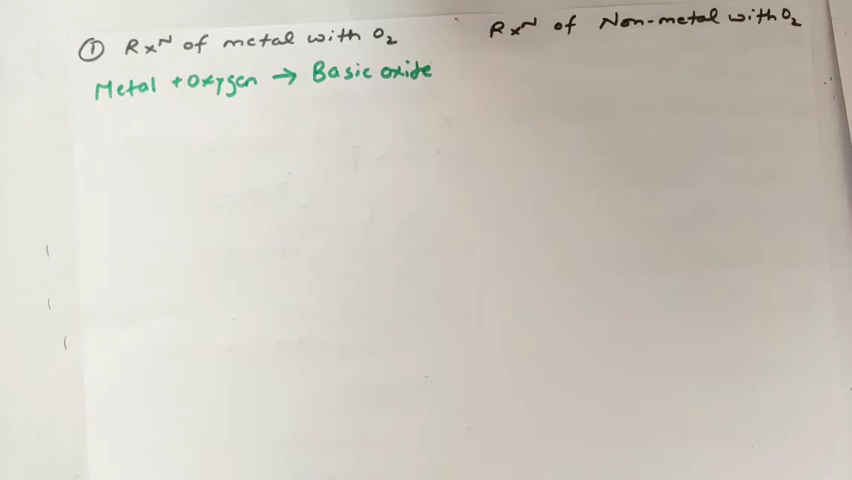 ① RxN of metal with O₂
Metal + Oxygen → Basic oxide
RxN of Non-metal with O₂